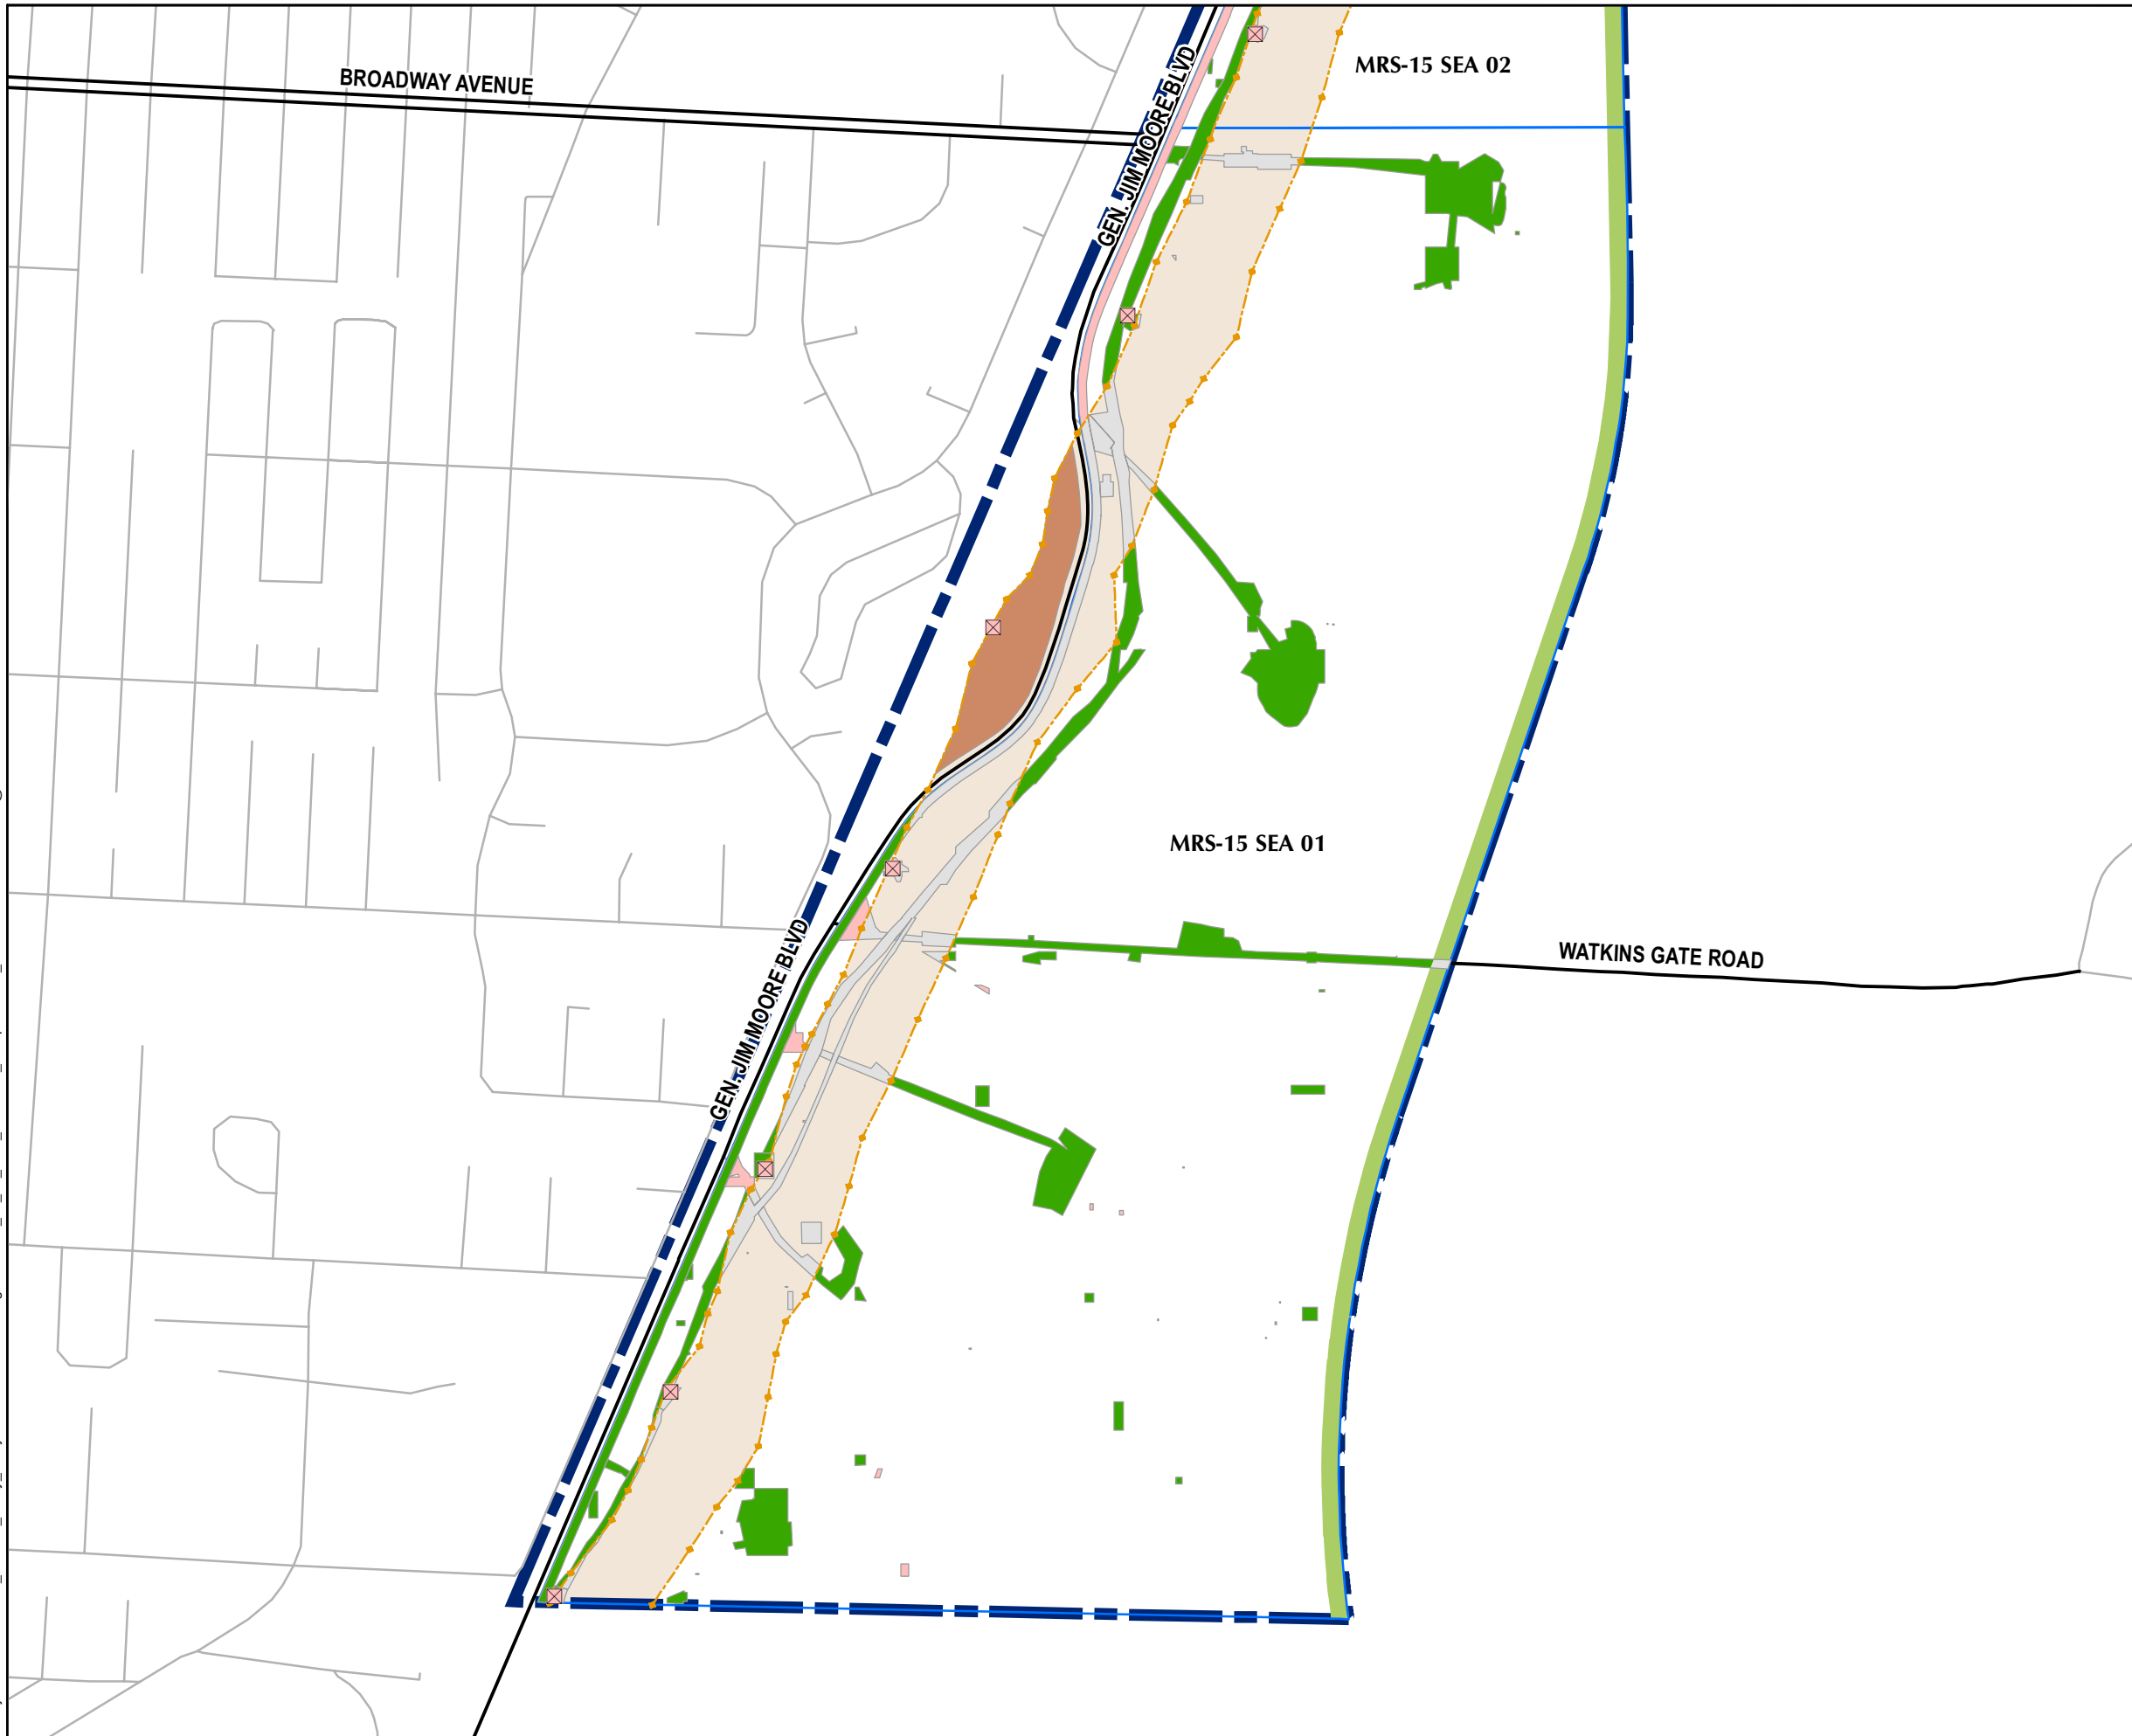 MRS-15 SEA 02
BROADWAY AVENUE
GEN. JIM MOORE BLVD
MRS-15 SEA 01
WATKINS GATE ROAD
GEN. JIM MOORE BLVD